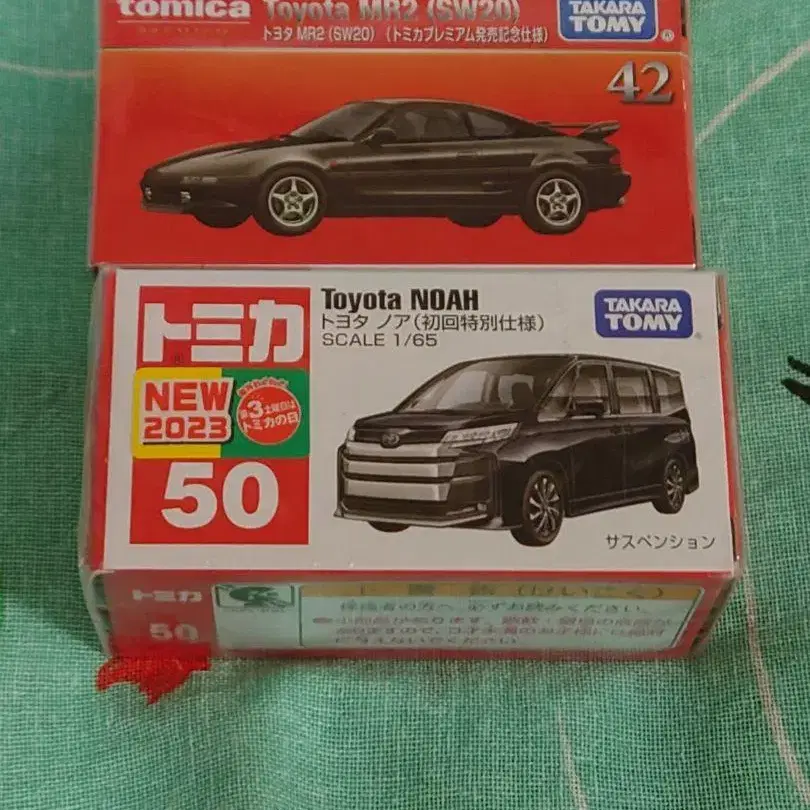 tomica
Toyota MR2 (SW20)
トヨタ MR2 (SW20) (トミカプレミアム発売記念仕様)
TAKARA
TOMY
42
トミカ
Toyota NOAH
トヨタ ノア(初回特別仕様)
SCALE 1/65
TAKARA
TOMY
NEW
2023
第3土曜日は
トミカの日
50
サスペンション
トミカ
50
保護者の方へ 必ずお読みください。